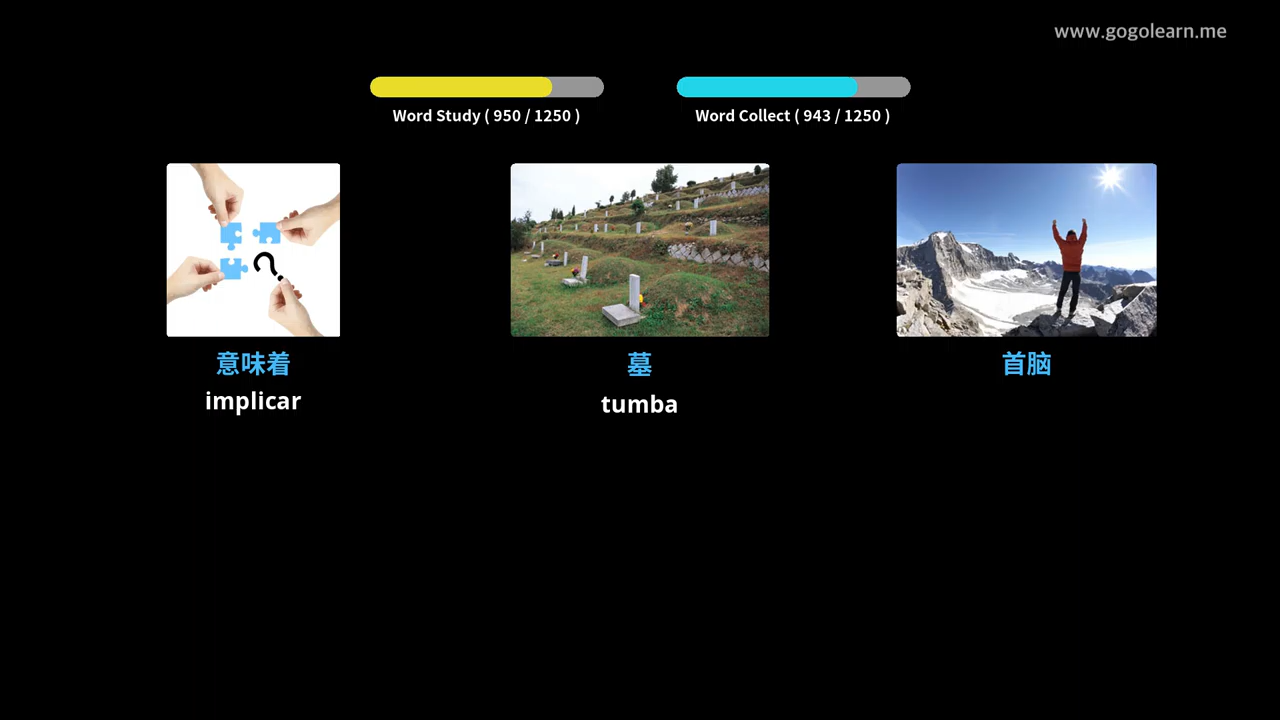 www.gogolearn.me
Word Study ( 950 / 1250 )
Word Collect ( 943 / 1250 )
意味着
implicar
墓
tumba
首脑